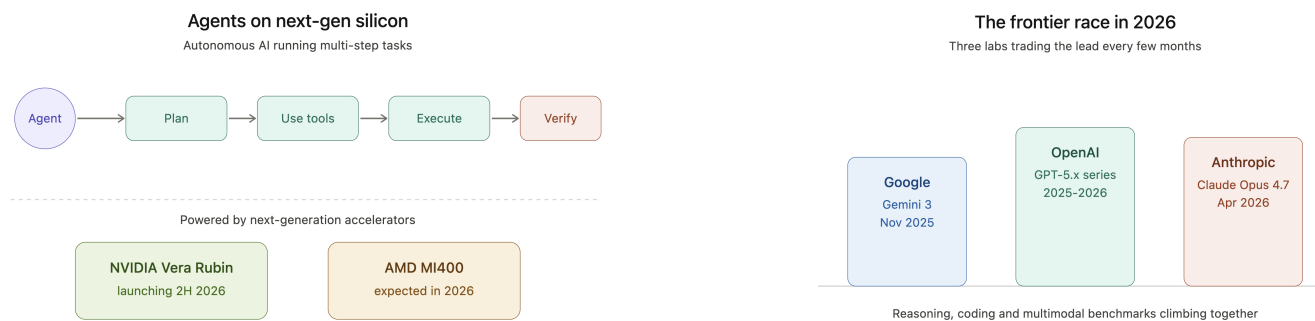 Agents on next-gen silicon
Autonomous AI running multi-step tasks
Agent
Plan
Use tools
Execute
Verify
Powered by next-generation accelerators
NVIDIA Vera Rubin
launching 2H 2026
AMD MI400
expected in 2026
The frontier race in 2026
Three labs trading the lead every few months
Google
Gemini 3
Nov 2025
OpenAI
GPT-5.x series
2025-2026
Anthropic
Claude Opus 4.7
Apr 2026
Reasoning, coding and multimodal benchmarks climbing together